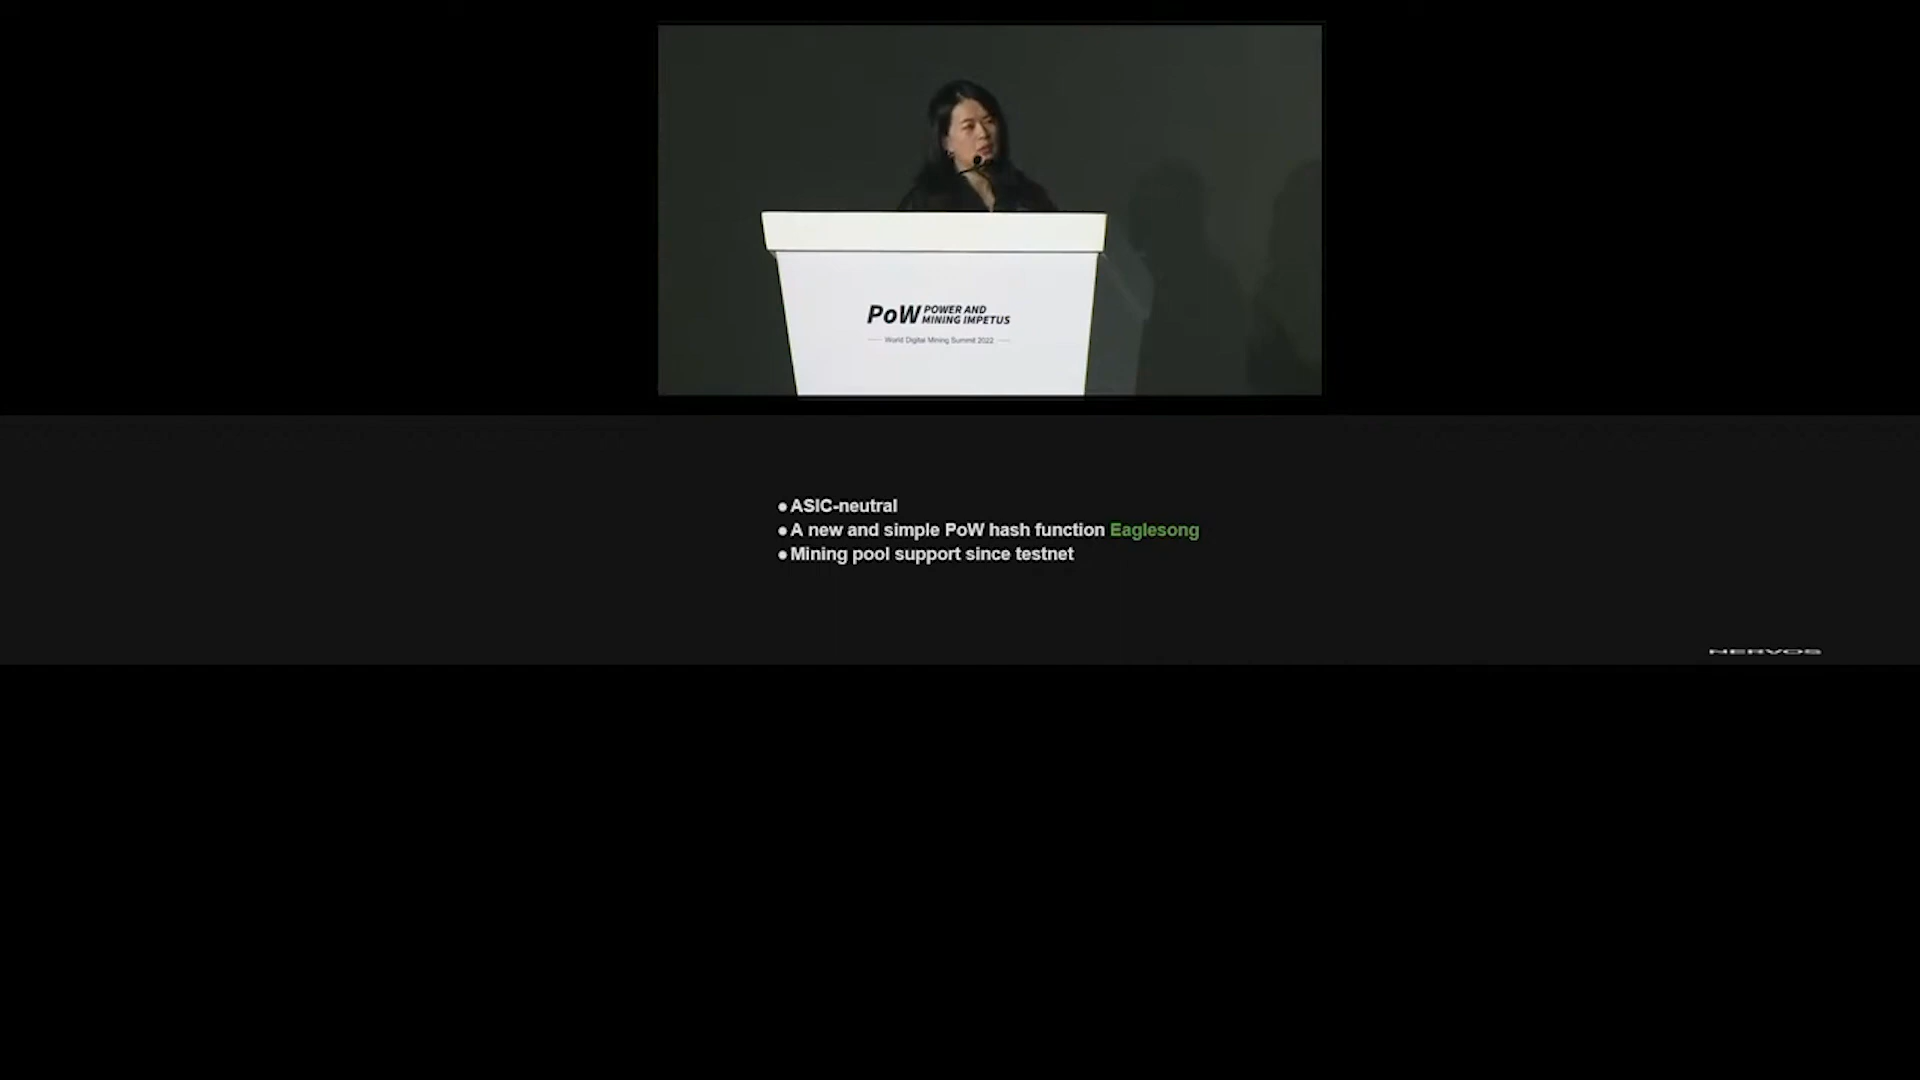 PoW POWER AND
MINING IMPETUS
World Digital Mining Summit 2022
● ASIC-neutral
● A new and simple PoW hash function Eaglesong
● Mining pool support since testnet
NERVOS